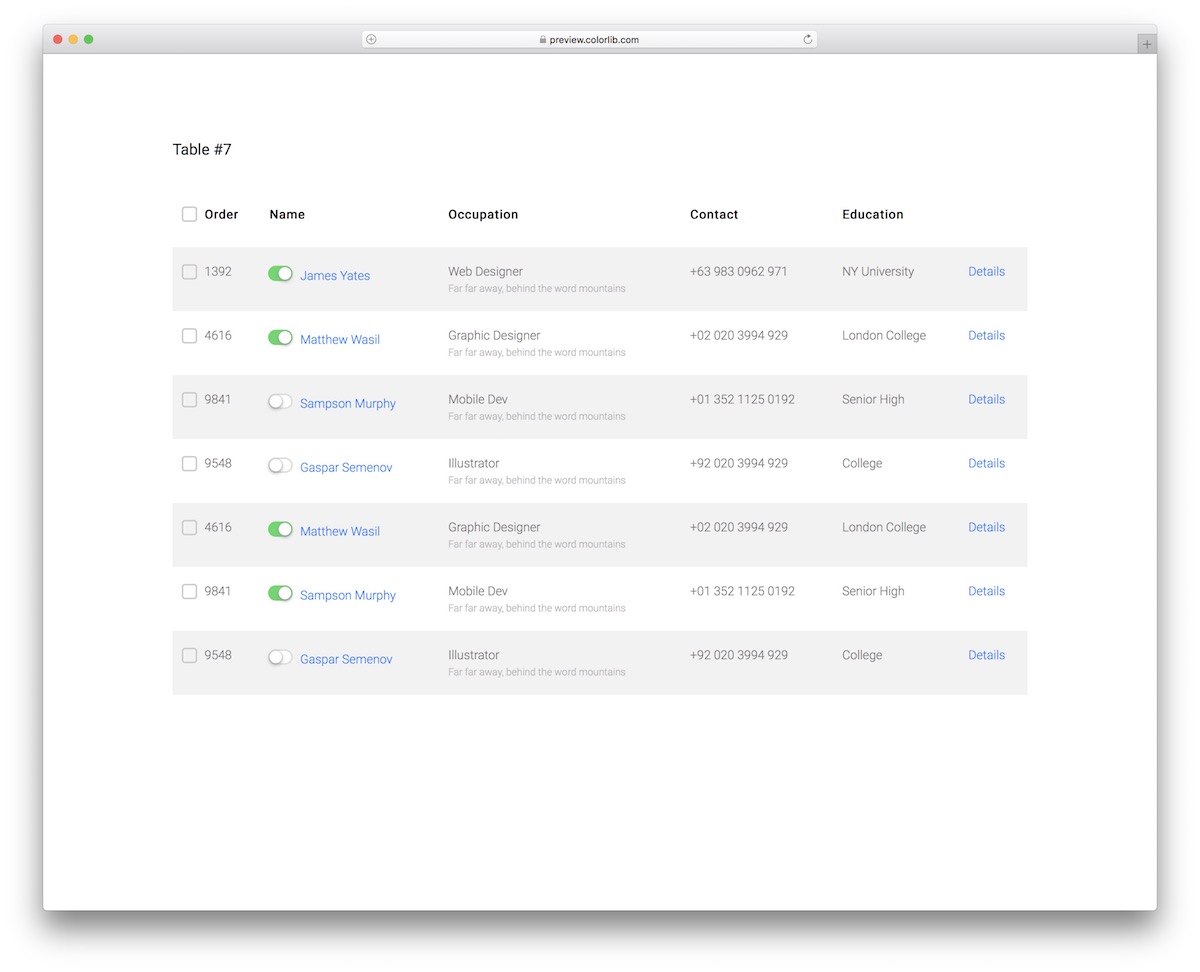 preview.colorlib.com
Table #7
Order Name Occupation Contact Education
1392 James Yates Web Designer +63 983 0962 971 NY University Details
Far far away, behind the word mountains
4616 Matthew Wasil Graphic Designer +02 020 3994 929 London College Details
Far far away, behind the word mountains
9841 Sampson Murphy Mobile Dev +01 352 1125 0192 Senior High Details
Far far away, behind the word mountains
9548 Gaspar Semenov Illustrator +92 020 3994 929 College Details
Far far away, behind the word mountains
4616 Matthew Wasil Graphic Designer +02 020 3994 929 London College Details
Far far away, behind the word mountains
9841 Sampson Murphy Mobile Dev +01 352 1125 0192 Senior High Details
Far far away, behind the word mountains
9548 Gaspar Semenov Illustrator +92 020 3994 929 College Details
Far far away, behind the word mountains